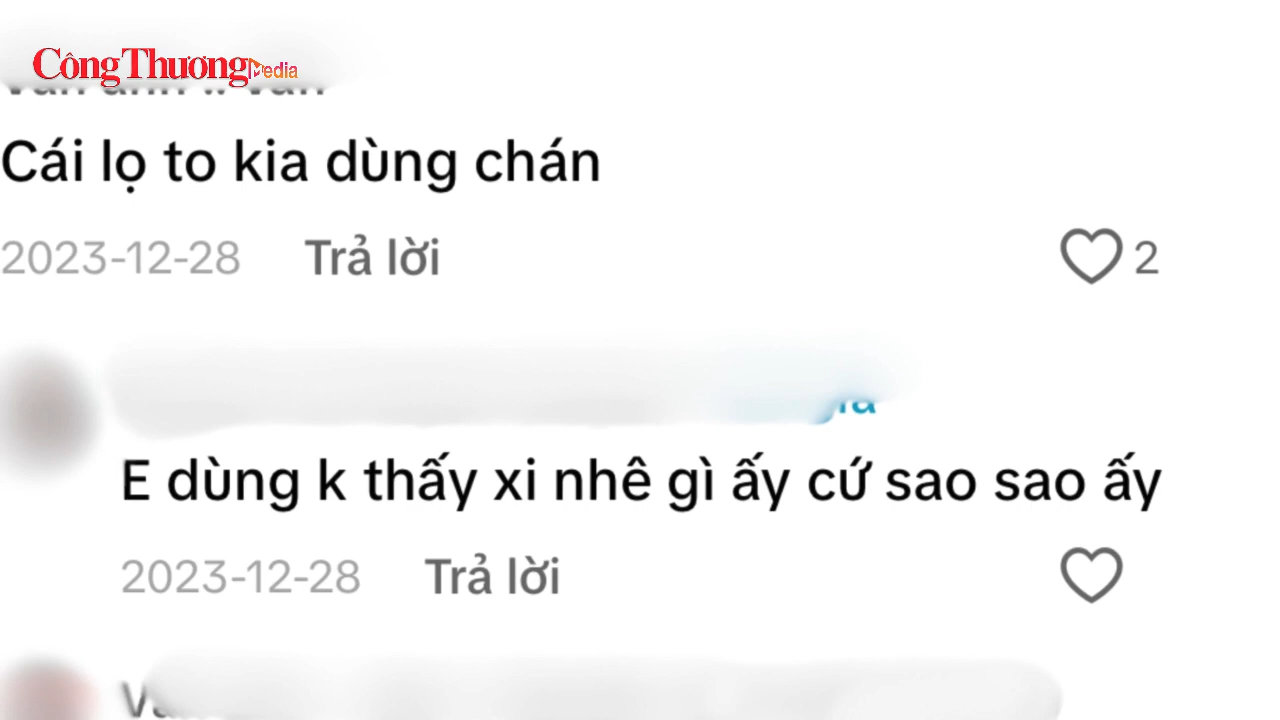 Công Thương Media
Cái lọ to kia dùng chán
2023-12-28 Trả lời 2
E dùng k thấy xi nhê gì ấy cứ sao sao ấy
2023-12-28 Trả lời